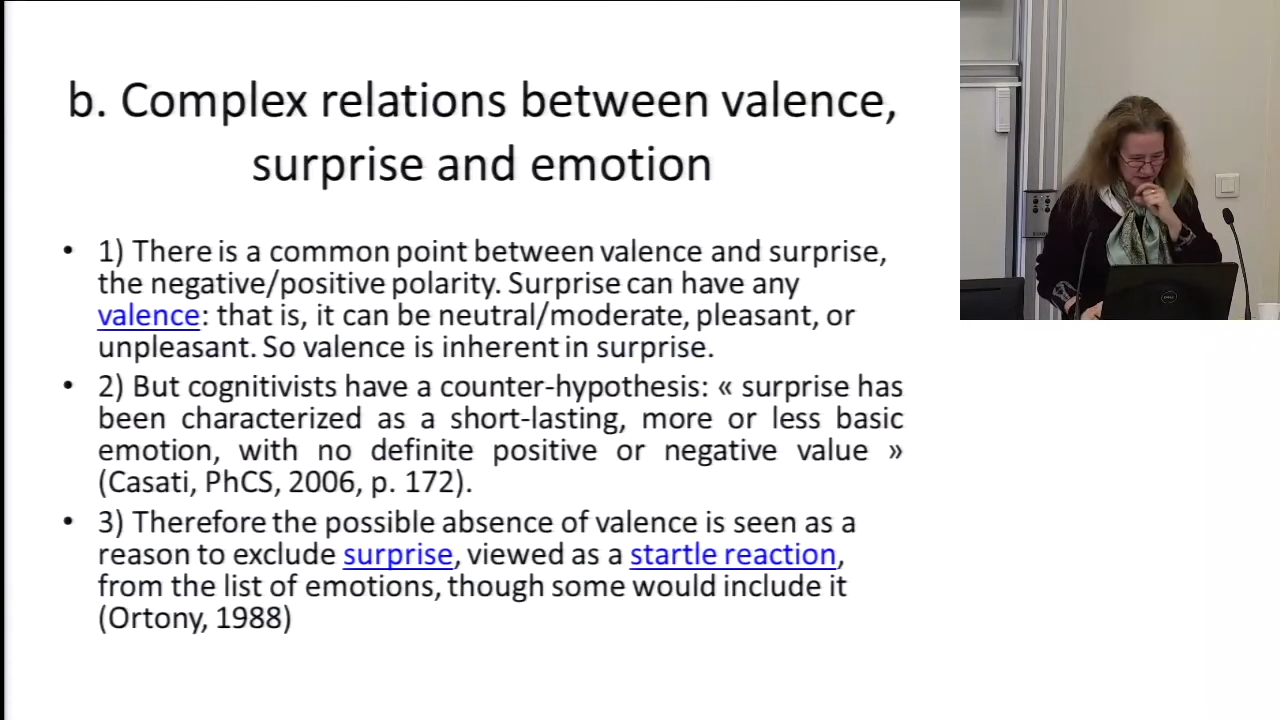 b. Complex relations between valence,
surprise and emotion
• 1) There is a common point between valence and surprise,
the negative/positive polarity. Surprise can have any
valence: that is, it can be neutral/moderate, pleasant, or
unpleasant. So valence is inherent in surprise.
• 2) But cognitivists have a counter-hypothesis: « surprise has
been characterized as a short-lasting, more or less basic
emotion, with no definite positive or negative value »
(Casati, PhCS, 2006, p. 172).
• 3) Therefore the possible absence of valence is seen as a
reason to exclude surprise, viewed as a startle reaction,
from the list of emotions, though some would include it
(Ortony, 1988)
DELL